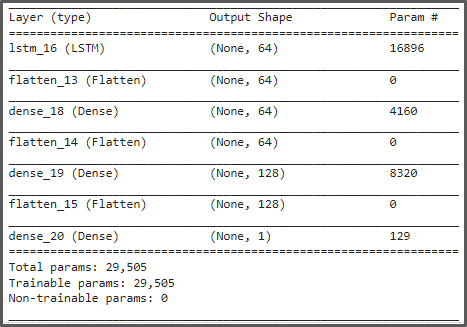 Layer (type) Output Shape Param #
lstm_16 (LSTM) (None, 64) 16896
flatten_13 (Flatten) (None, 64) 0
dense_18 (Dense) (None, 64) 4160
flatten_14 (Flatten) (None, 64) 0
dense_19 (Dense) (None, 128) 8320
flatten_15 (Flatten) (None, 128) 0
dense_20 (Dense) (None, 1) 129
Total params: 29,505
Trainable params: 29,505
Non-trainable params: 0